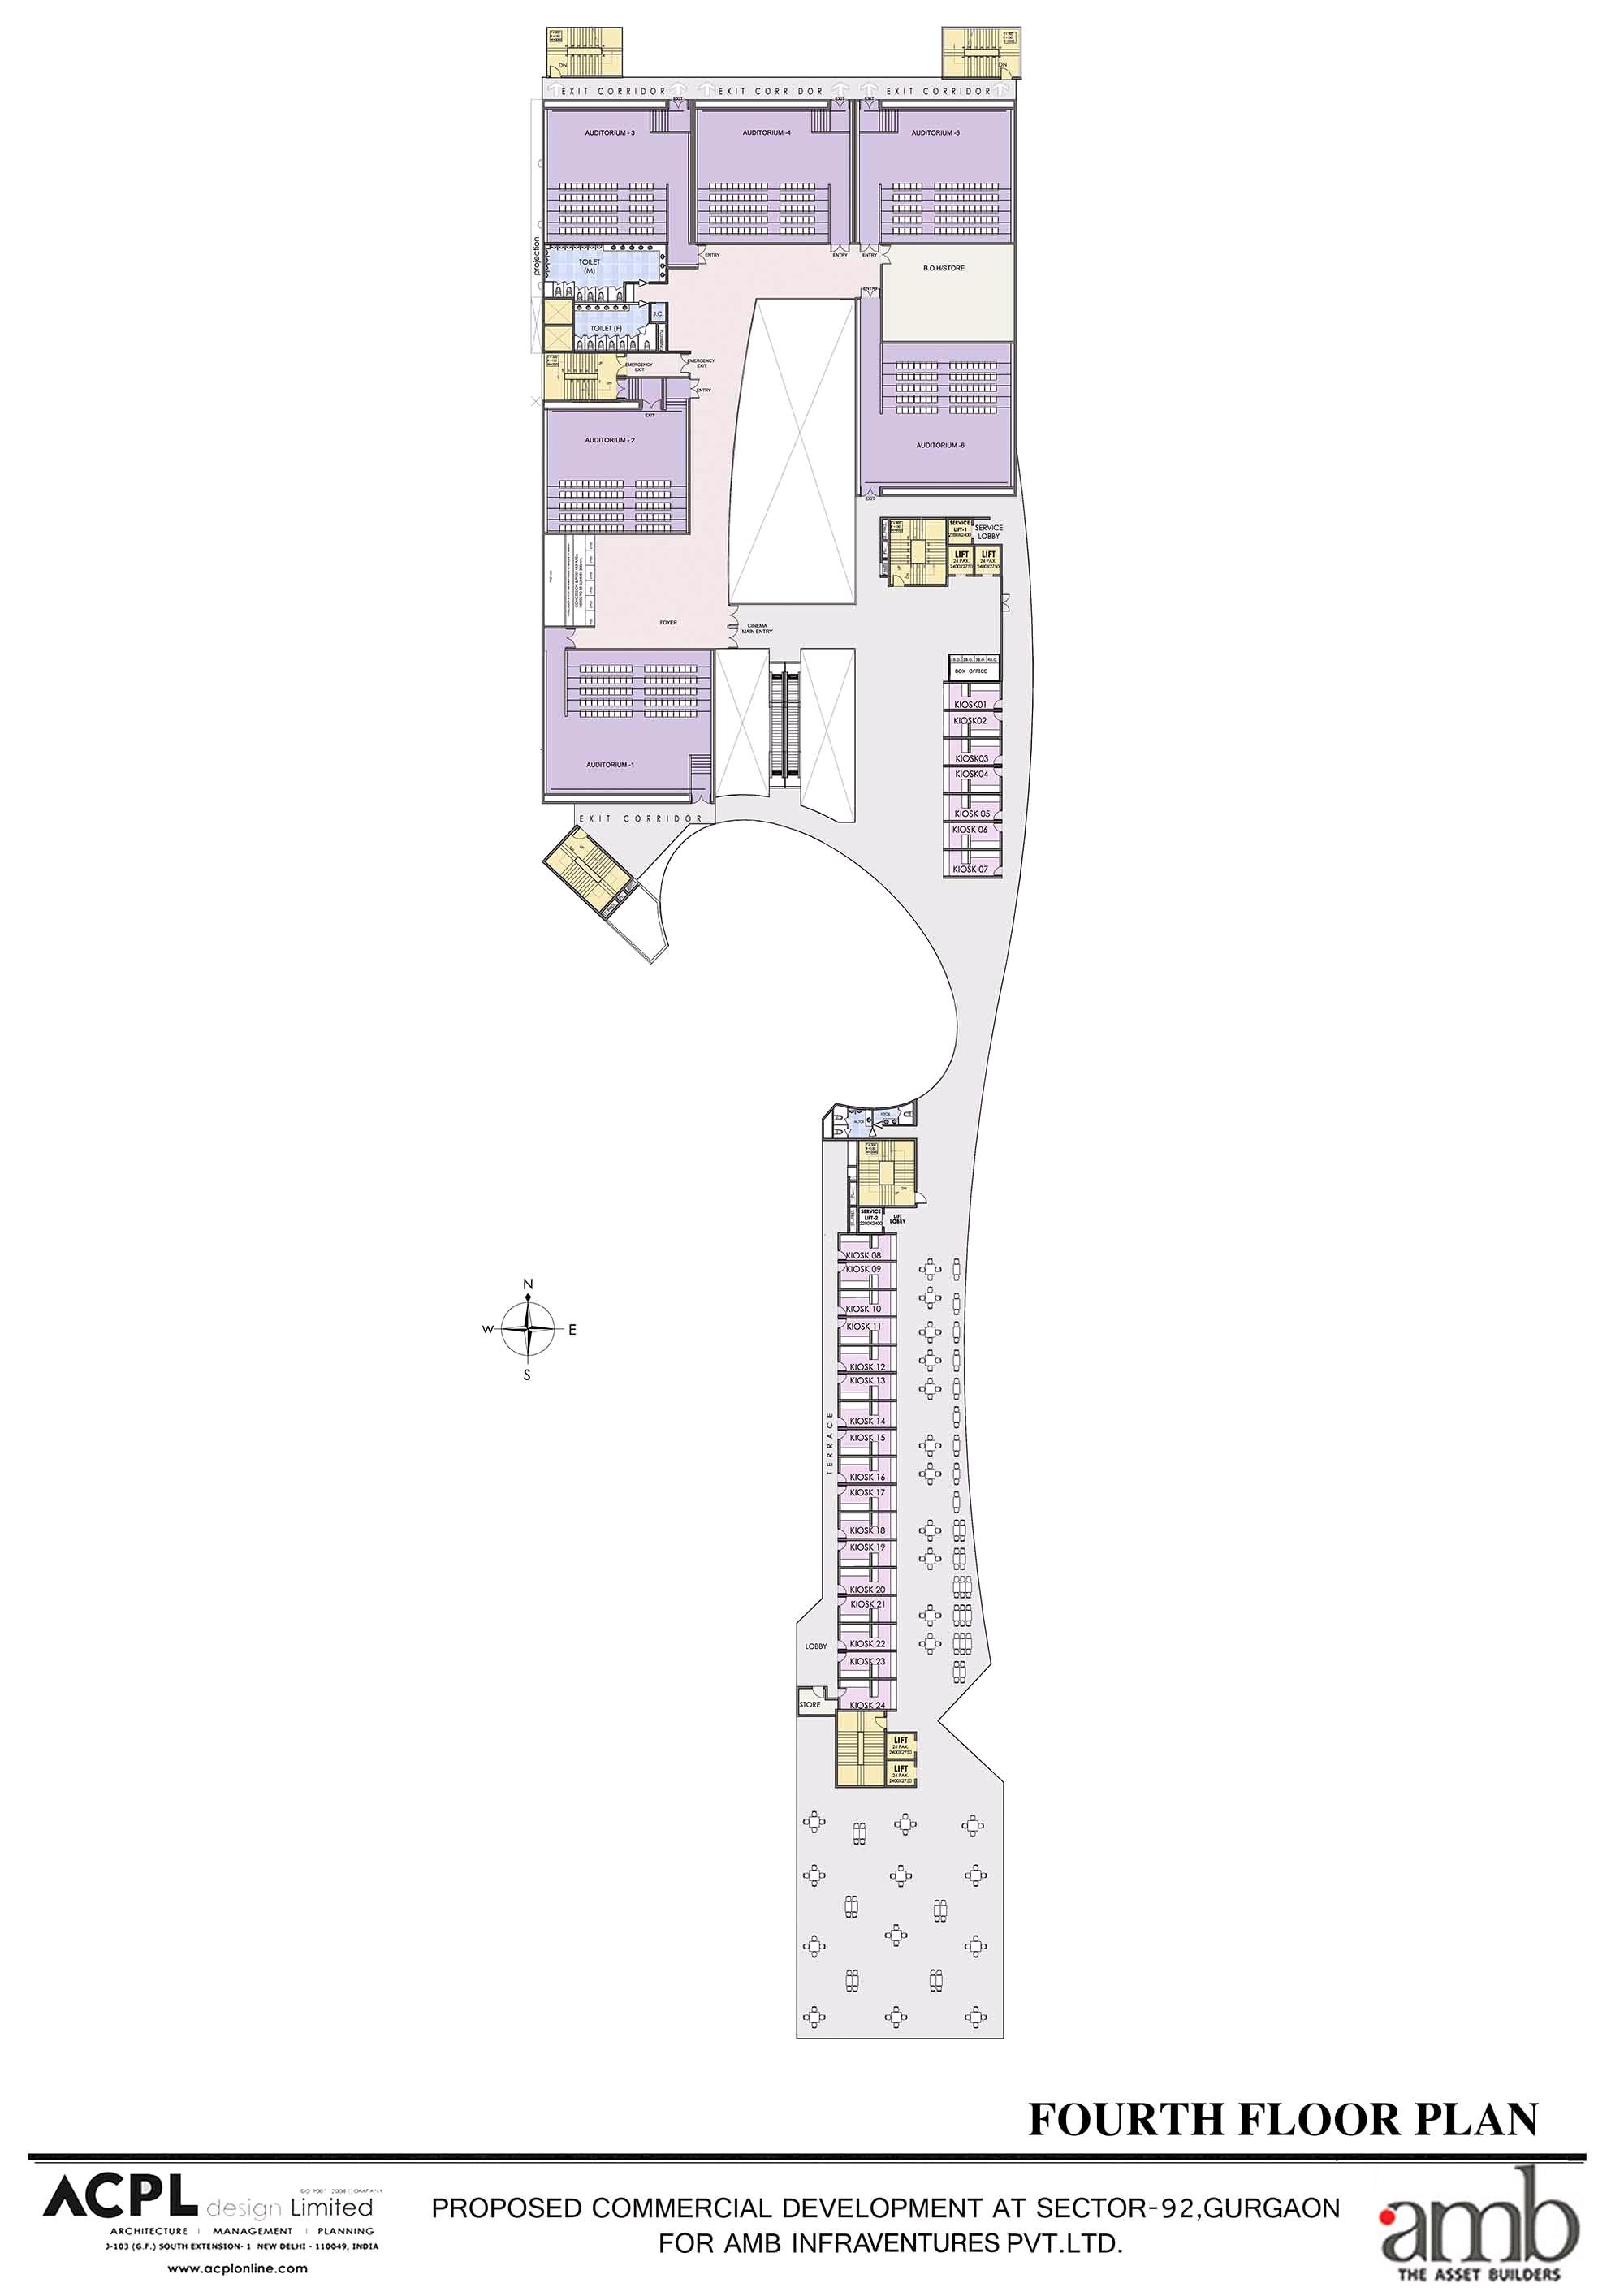 DN
DN
EXIT CORRIDOR
EXIT CORRIDOR
EXIT CORRIDOR
EXIT
EXIT
EXIT
AUDITORIUM - 3
AUDITORIUM -4
AUDITORIUM -5
projection
TOILET
(M)
ENTRY
ENTRY
ENTRY
B.O.H/STORE
ENTRY
J.C.
TOILET (F)
EMERGENCY
EXIT
EMERGENCY
EXIT
ENTRY
EXIT
AUDITORIUM - 2
AUDITORIUM -6
EXIT
SERVICE
LIFT-1
2280X2400
SERVICE
LOBBY
LIFT
24 PAX.
2400X2750
LIFT
24 PAX.
2400X2750
FOYER
CINEMA
MAIN ENTRY
BOX OFFICE
KIOSK01
KIOSK02
KIOSK03
KIOSK04
KIOSK 05
KIOSK 06
KIOSK 07
AUDITORIUM -1
EXIT CORRIDOR
SERVICE
LIFT-2
2280X2400
LIFT
LOBBY
KIOSK 08
KIOSK 09
KIOSK 10
KIOSK 11
KIOSK 12
KIOSK 13
KIOSK 14
KIOSK 15
KIOSK 16
KIOSK 17
KIOSK 18
KIOSK 19
KIOSK 20
KIOSK 21
KIOSK 22
KIOSK 23
KIOSK 24
TERRACE
LOBBY
STORE
LIFT
24 PAX.
2400X2750
LIFT
24 PAX.
2400X2750
N
W E
S
FOURTH FLOOR PLAN
ISO 9001 : 2008 COMPANY
ACPL design Limited
ARCHITECTURE | MANAGEMENT | PLANNING
J-103 (G.F.) SOUTH EXTENSION- 1 NEW DELHI - 110049, INDIA
www.acplonline.com
PROPOSED COMMERCIAL DEVELOPMENT AT SECTOR-92,GURGAON
FOR AMB INFRAVENTURES PVT.LTD.
amb
THE ASSET BUILDERS